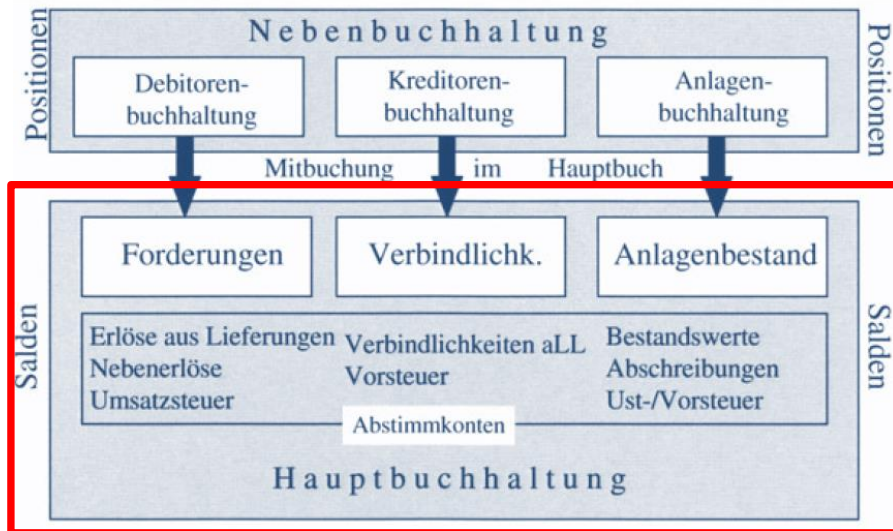 Nebenbuchhaltung
Positionen
Positionen
Debitoren-
buchhaltung
Kreditoren-
buchhaltung
Anlagen-
buchhaltung
Mitbuchung im Hauptbuch
Forderungen
Verbindlichk.
Anlagenbestand
Salden
Salden
Erlöse aus Lieferungen
Nebenerlöse
Umsatzsteuer
Verbindlichkeiten aLL
Vorsteuer
Bestandswerte
Abschreibungen
Ust-/Vorsteuer
Abstimmkonten
Hauptbuchhaltung